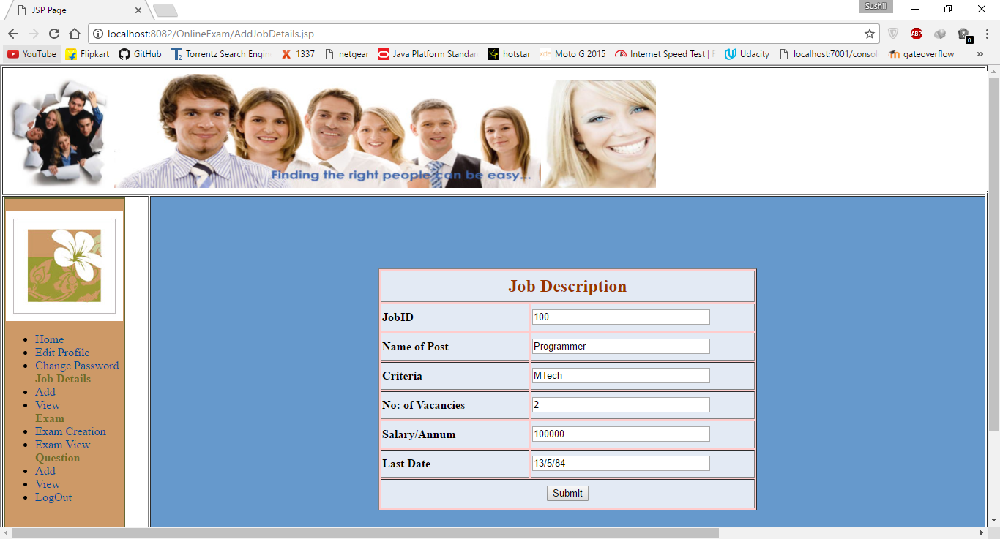 JSP Page
Sushil
localhost:8082/OnlineExam/AddJobDetails.jsp
ABP
0
YouTube Flipkart GitHub Torrentz Search Engin 1337 netgear Java Platform Standar hotstar Moto G 2015 Internet Speed Test | F Udacity localhost:7001/consol gateoverflow »
Finding the right people can be easy...
Home
Edit Profile
Change Password
Job Details
Add
View
Exam
Exam Creation
Exam View
Question
Add
View
LogOut
Job Description
JobID 100
Name of Post Programmer
Criteria MTech
No: of Vacancies 2
Salary/Annum 100000
Last Date 13/5/84
Submit